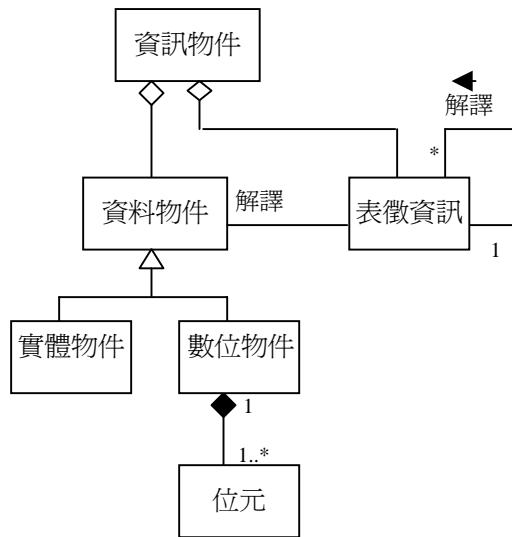 資訊物件
解譯
*
資料物件
解譯
表徵資訊
1
實體物件
數位物件
1
1..*
位元